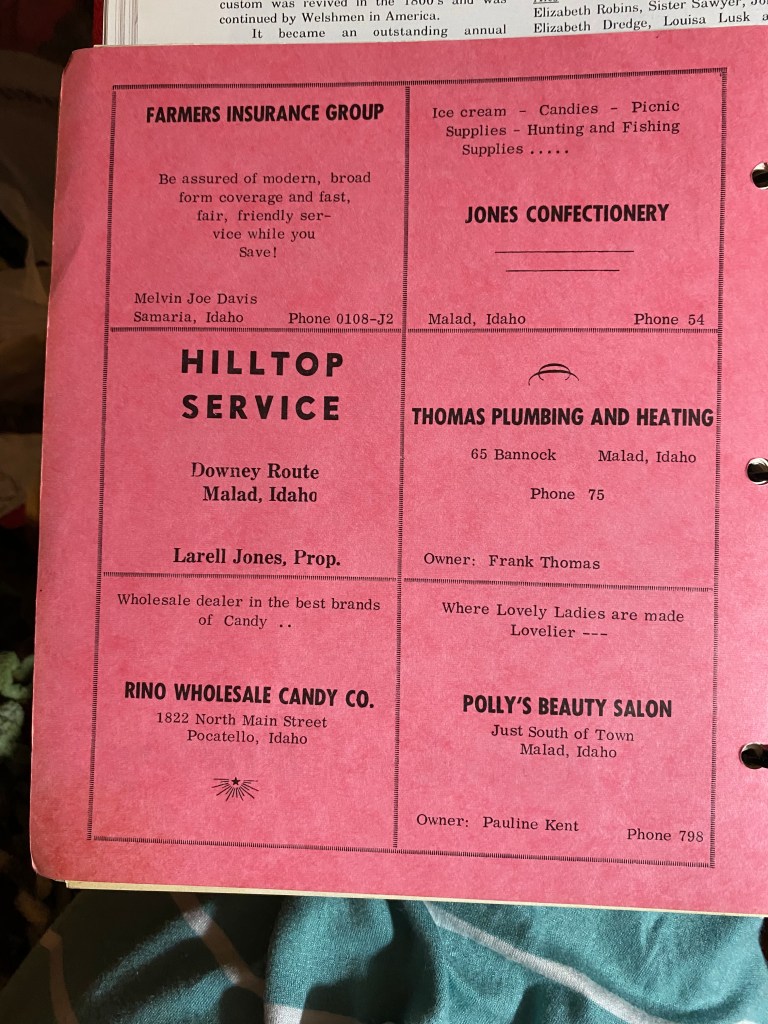 custom was revived in the 1800's and was
continued by Welshmen in America.
It became an outstanding annual
Elizabeth Robins, Sister Sawyer,
Elizabeth Dredge, Louisa Lusk
FARMERS INSURANCE GROUP
Be assured of modern, broad
form coverage and fast,
fair, friendly ser-
vice while you
Save!
Melvin Joe Davis
Samaria, Idaho Phone 0108-J2
Ice cream - Candies - Picnic
Supplies - Hunting and Fishing
Supplies .....
JONES CONFECTIONERY
Malad, Idaho Phone 54
HILLTOP
SERVICE
Downey Route
Malad, Idaho
Larell Jones, Prop.
THOMAS PLUMBING AND HEATING
65 Bannock Malad, Idaho
Phone 75
Owner: Frank Thomas
Wholesale dealer in the best brands
of Candy ..
RINO WHOLESALE CANDY CO.
1822 North Main Street
Pocatello, Idaho
Where Lovely Ladies are made
Lovelier ---
POLLY'S BEAUTY SALON
Just South of Town
Malad, Idaho
Owner: Pauline Kent Phone 798